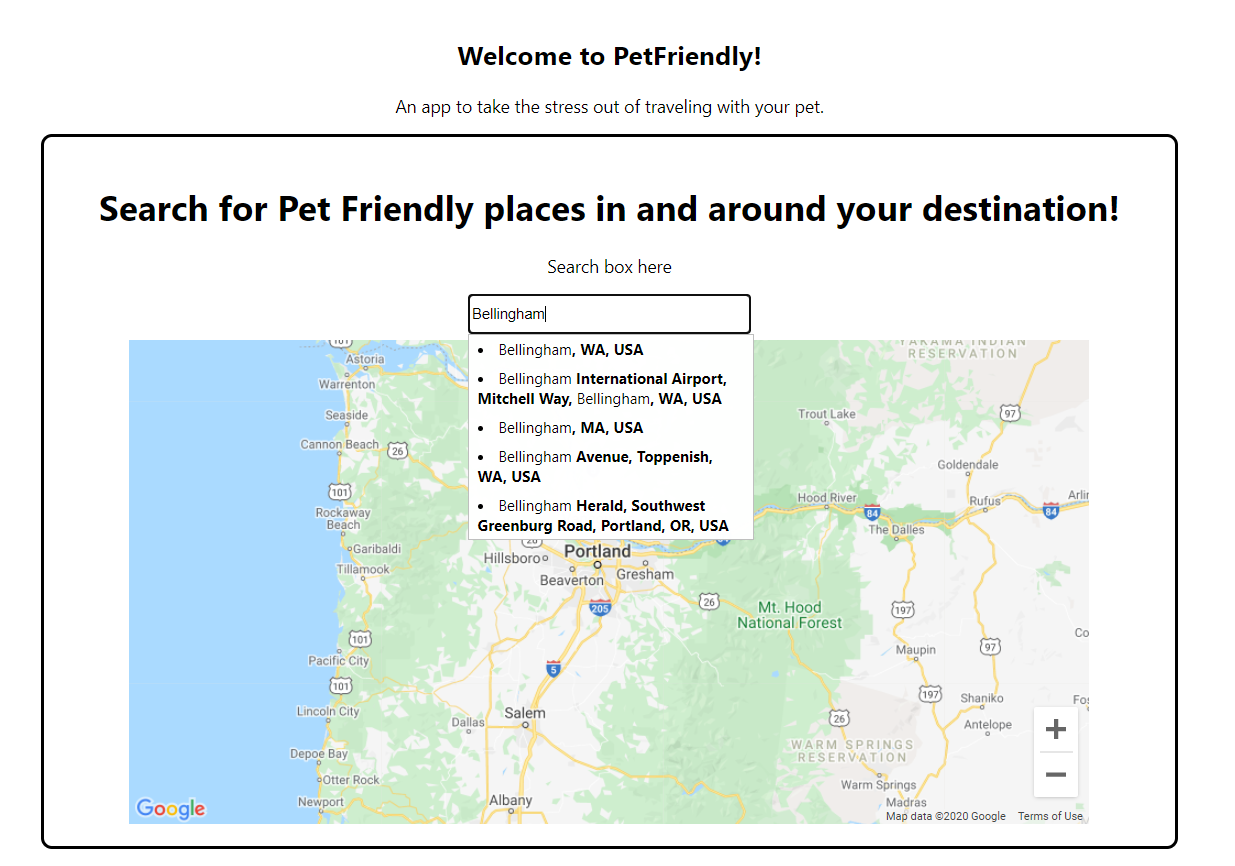 Welcome to PetFriendly!
An app to take the stress out of traveling with your pet.
Search for Pet Friendly places in and around your destination!
Search box here
Bellingham
• Bellingham, WA, USA
• Bellingham International Airport,
Mitchell Way, Bellingham, WA, USA
• Bellingham, MA, USA
• Bellingham Avenue, Toppenish,
WA, USA
• Bellingham Herald, Southwest
Greenburg Road, Portland, OR, USA
101
YAKAMA INDIAN
RESERVATION
Astoria
Warrenton
Seaside
Trout Lake
97
Cannon Beach
26
Goldendale
101
Hood River
Rufus
84
84
Rockaway
Beach
The Dalles
26
Garibaldi
Portland
Hillsboro
Tillamook
Beaverton
Gresham
205
26
Mt. Hood
National Forest
197
101
97
Co
Pacific City
Maupin
5
101
197
Shaniko
Fos
Lincoln City
Dallas
Salem
26
Antelope
Depoe Bay
WARM SPRINGS
RESERVATION
Otter Rock
Warm Springs
Newport
Albany
Madras
Google
Map data ©2020 Google
Terms of Use
+
−